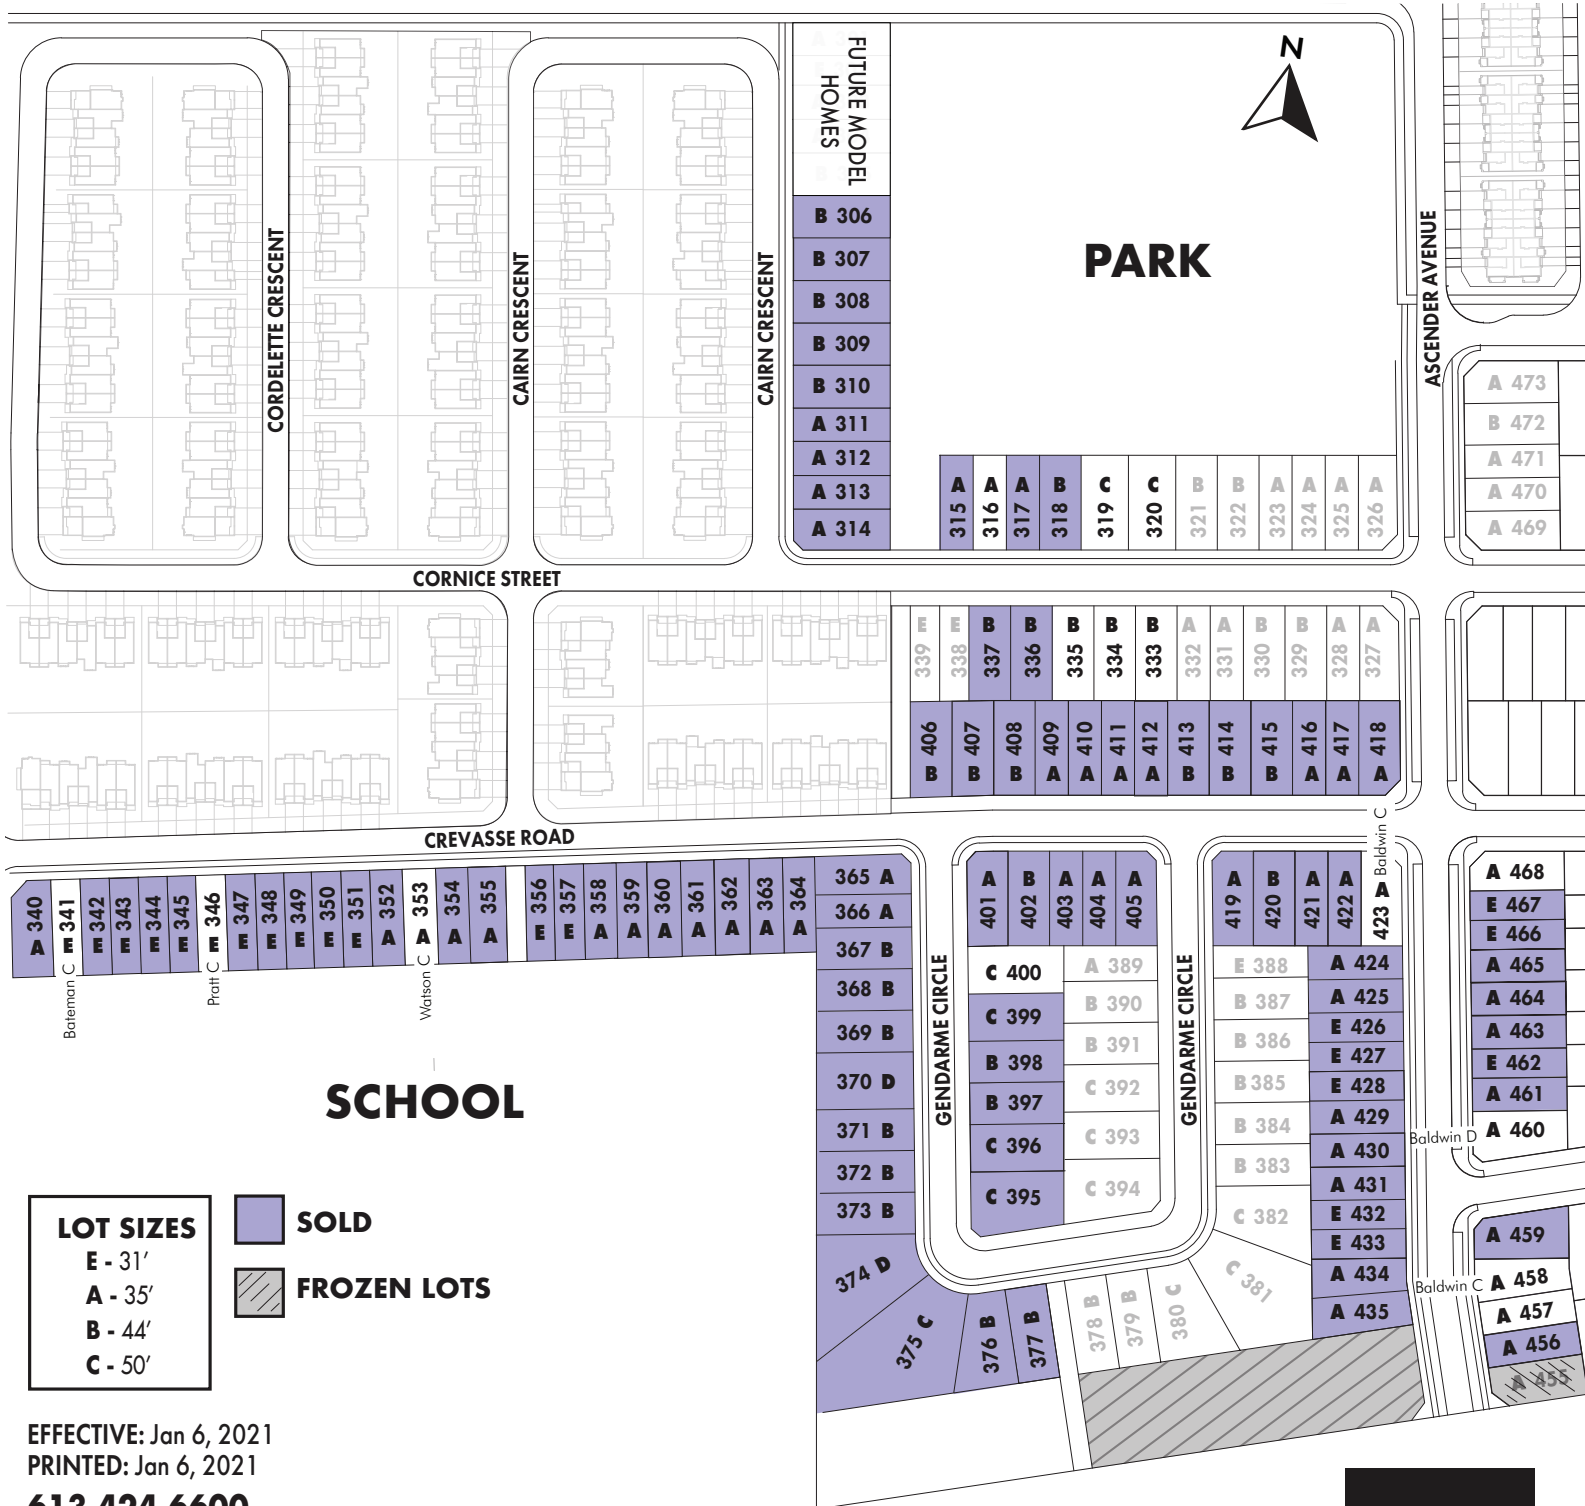 N
FUTURE MODEL
HOMES
PARK
CORDELETTE CRESCENT
CAIRN CRESCENT
CAIRN CRESCENT
ASCENDER AVENUE
B 306
B 307
B 308
B 309
B 310
A 311
A 312
A 313
A 314
315 A
316 A
317 A
318 B
319 C
320 C
321 B
322 B
323 A
324 A
325 A
326 A
A 473
B 472
A 471
A 470
A 469
CORNICE STREET
339 E
338 E
337 B
336 B
335 B
334 B
333 B
332 A
331 A
330 B
329 B
328 A
327 A
B 406
B 407
B 408
A 409
A 410
A 411
A 412
B 413
B 414
B 415
A 416
A 417
A 418
CREVASSE ROAD
A 340
E 341
E 342
E 343
E 344
E 345
E 346
E 347
E 348
E 349
E 350
E 351
A 352
A 353
A 354
A 355
E 356
E 357
A 358
A 359
A 360
A 361
A 362
A 363
A 364
Bateman C
Pratt C
Watson C
365 A
366 A
367 B
368 B
369 B
370 D
371 B
372 B
373 B
374 D
375 C
376 B
377 B
378 B
379 B
380 C
C 381
C 382
B 383
B 384
B 385
B 386
B 387
E 388
GENDARME CIRCLE
GENDARME CIRCLE
401 A
402 B
403 A
404 A
405 A
C 400
C 399
B 398
B 397
C 396
C 395
A 389
B 390
B 391
C 392
C 393
C 394
419 A
420 B
421 A
422 A
423 A
Baldwin C
A 424
A 425
E 426
E 427
E 428
A 429
A 430
A 431
E 432
E 433
A 434
A 435
A 468
E 467
E 466
A 465
A 464
A 463
E 462
A 461
A 460
Baldwin D
A 459
A 458
Baldwin C
A 457
A 456
A 455
SCHOOL
LOT SIZES
E - 31'
A - 35'
B - 44'
C - 50'
SOLD
FROZEN LOTS
EFFECTIVE: Jan 6, 2021
PRINTED: Jan 6, 2021
613 424 6600